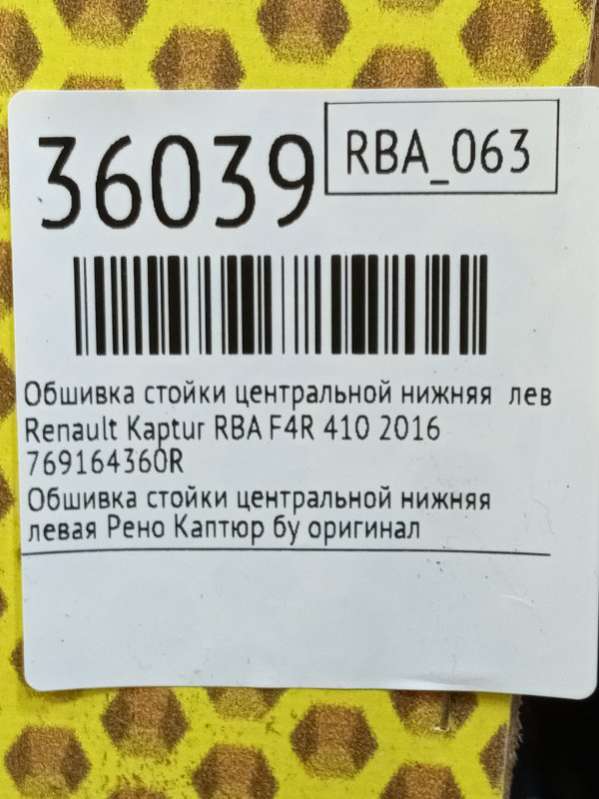 36039
RBA_063
Обшивка стойки центральной нижняя лев
Renault Kaptur RBA F4R 410 2016
769164360R
Обшивка стойки центральной нижняя
левая Рено Каптюр бу оригинал